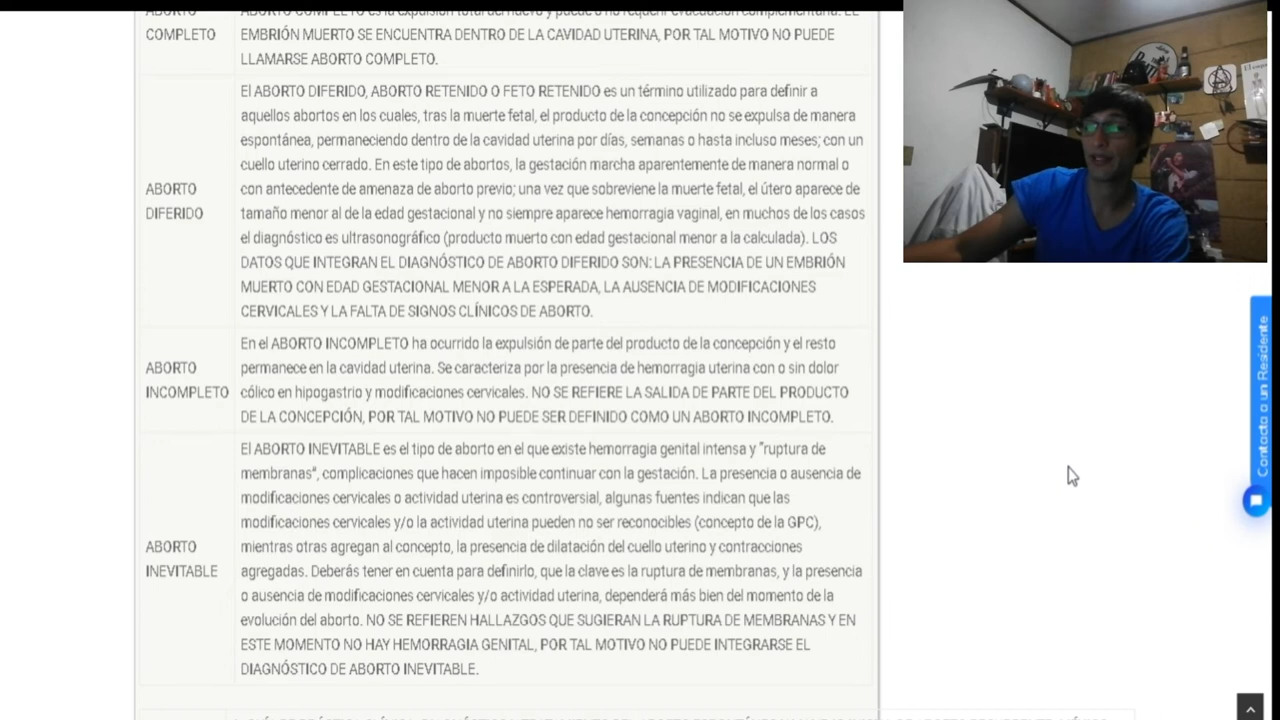 ABORTO
COMPLETO
ABORTO COMPLETO es la expulsión total del huevo y puede o no requerir evacuación complementaria. EL
EMBRIÓN MUERTO SE ENCUENTRA DENTRO DE LA CAVIDAD UTERINA, POR TAL MOTIVO NO PUEDE
LLAMARSE ABORTO COMPLETO.
ABORTO
DIFERIDO
El ABORTO DIFERIDO, ABORTO RETENIDO O FETO RETENIDO es un término utilizado para definir a
aquellos abortos en los cuales, tras la muerte fetal, el producto de la concepción no se expulsa de manera
espontánea, permaneciendo dentro de la cavidad uterina por días, semanas o hasta incluso meses; con un
cuello uterino cerrado. En este tipo de abortos, la gestación marcha aparentemente de manera normal o
con antecedente de amenaza de aborto previo; una vez que sobreviene la muerte fetal, el útero aparece de
tamaño menor al de la edad gestacional y no siempre aparece hemorragia vaginal, en muchos de los casos
el diagnóstico es ultrasonográfico (producto muerto con edad gestacional menor a la calculada). LOS
DATOS QUE INTEGRAN EL DIAGNÓSTICO DE ABORTO DIFERIDO SON: LA PRESENCIA DE UN EMBRIÓN
MUERTO CON EDAD GESTACIONAL MENOR A LA ESPERADA, LA AUSENCIA DE MODIFICACIONES
CERVICALES Y LA FALTA DE SIGNOS CLÍNICOS DE ABORTO.
ABORTO
INCOMPLETO
En el ABORTO INCOMPLETO ha ocurrido la expulsión de parte del producto de la concepción y el resto
permanece en la cavidad uterina. Se caracteriza por la presencia de hemorragia uterina con o sin dolor
cólico en hipogastrio y modificaciones cervicales. NO SE REFIERE LA SALIDA DE PARTE DEL PRODUCTO
DE LA CONCEPCIÓN, POR TAL MOTIVO NO PUEDE SER DEFINIDO COMO UN ABORTO INCOMPLETO.
ABORTO
INEVITABLE
El ABORTO INEVITABLE es el tipo de aborto en el que existe hemorragia genital intensa y "ruptura de
membranas", complicaciones que hacen imposible continuar con la gestación. La presencia o ausencia de
modificaciones cervicales o actividad uterina es controversial, algunas fuentes indican que las
modificaciones cervicales y/o la actividad uterina pueden no ser reconocibles (concepto de la GPC),
mientras otras agregan al concepto, la presencia de dilatación del cuello uterino y contracciones
agregadas. Deberás tener en cuenta para definirlo, que la clave es la ruptura de membranas, y la presencia
o ausencia de modificaciones cervicales y/o actividad uterina, dependerá más bien del momento de la
evolución del aborto. NO SE REFIEREN HALLAZGOS QUE SUGIERAN LA RUPTURA DE MEMBRANAS Y EN
ESTE MOMENTO NO HAY HEMORRAGIA GENITAL, POR TAL MOTIVO NO PUEDE INTEGRARSE EL
DIAGNÓSTICO DE ABORTO INEVITABLE.
Contacta a un Residente